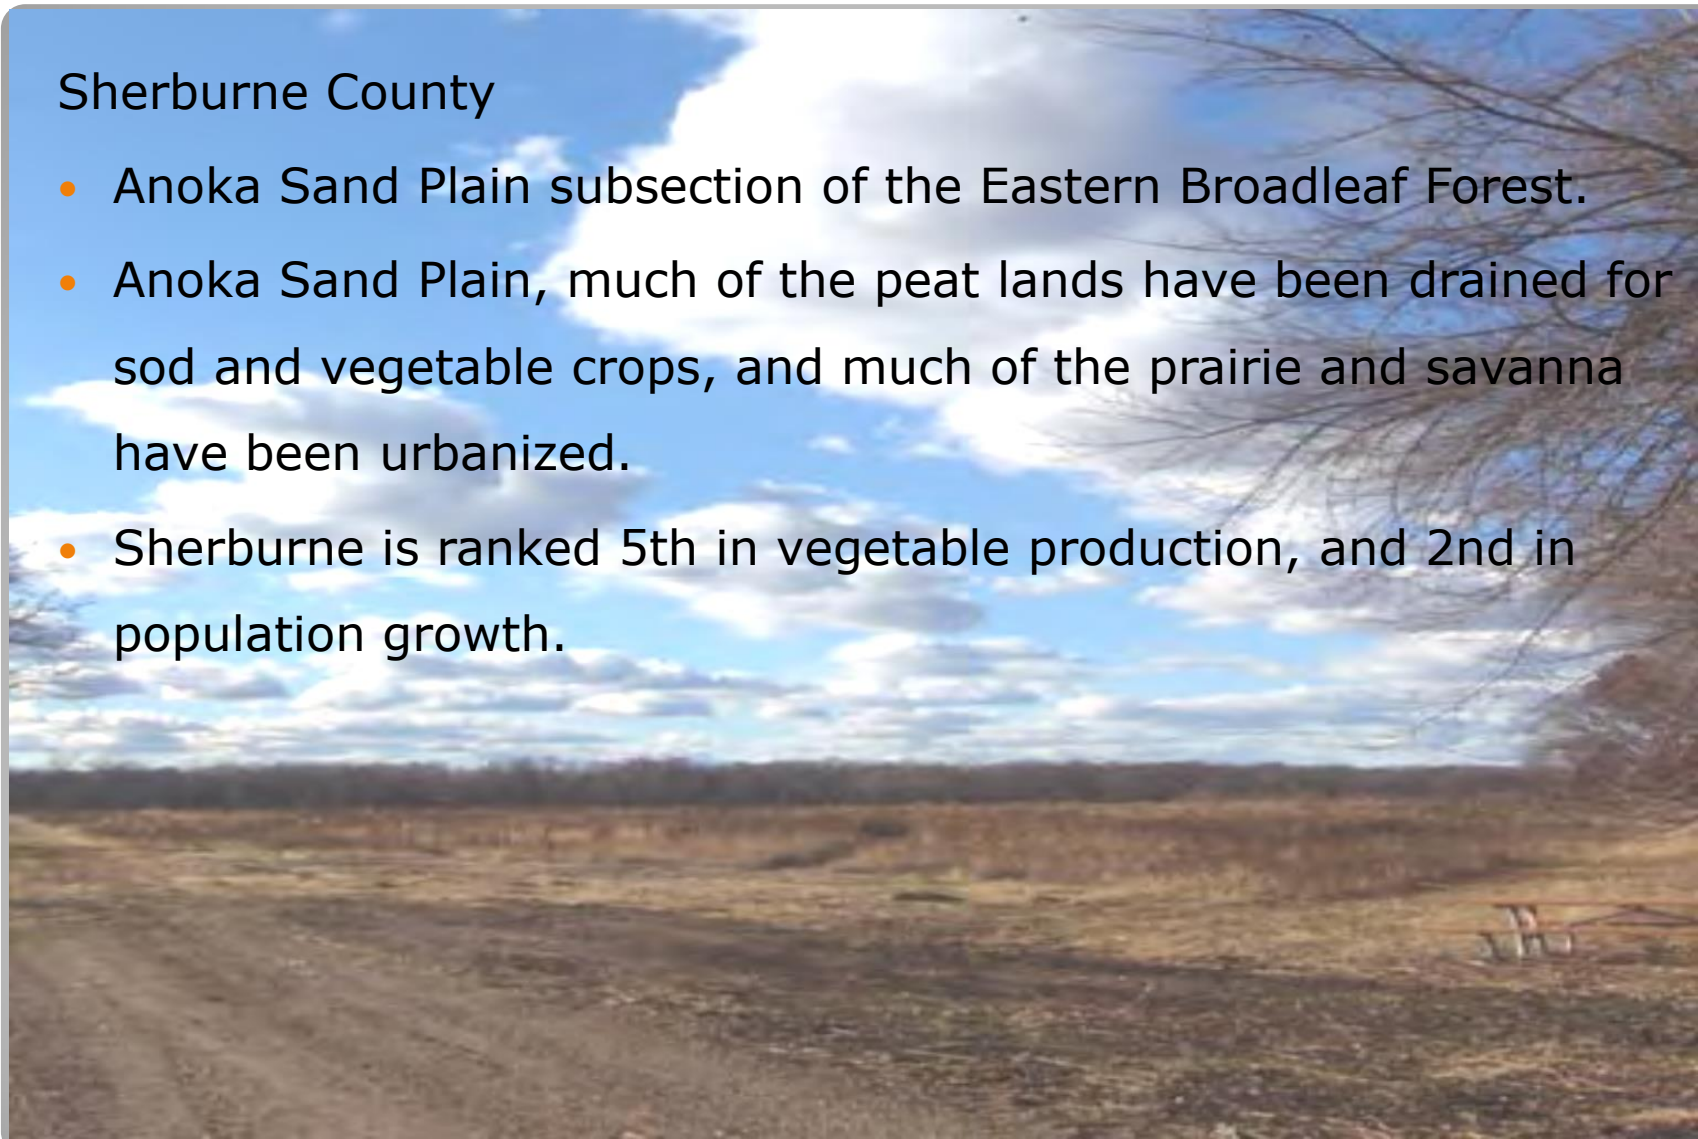 Sherburne County
• Anoka Sand Plain subsection of the Eastern Broadleaf Forest.
• Anoka Sand Plain, much of the peat lands have been drained for
sod and vegetable crops, and much of the prairie and savanna
have been urbanized.
• Sherburne is ranked 5th in vegetable production, and 2nd in
population growth.